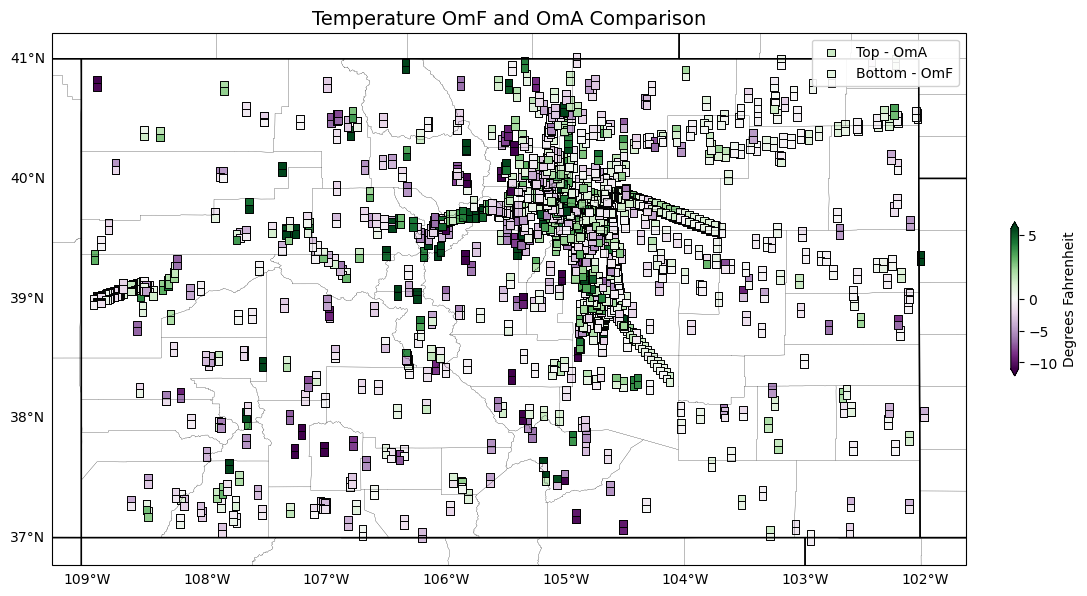 Temperature OmF and OmA Comparison
Top - OmA
Bottom - OmF
41°N
40°N
39°N
38°N
37°N
109°W 108°W 107°W 106°W 105°W 104°W 103°W 102°W
5
0
−5
−10
Degrees Fahrenheit